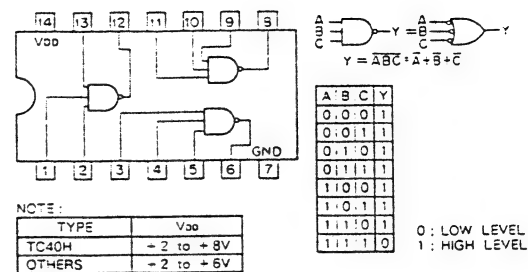 14 13 12 11 10 9 8
VDD
GND
1 2 3 4 5 6 7
A
B
C
Y =
A
B
C
Y
Y = A̅B̅C̅ = A̅+B̅+C̅
A B C Y
0 0 0 1
0 0 1 1
0 1 0 1
0 1 1 1
1 0 0 1
1 0 1 1
1 1 0 1
1 1 1 0
0 : LOW LEVEL
1 : HIGH LEVEL
NOTE:
TYPE VDD
TC40H +2 to +8V
OTHERS +2 to +6V